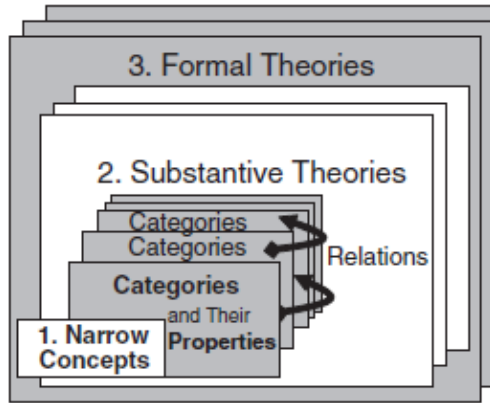 3. Formal Theories
2. Substantive Theories
Categories
Categories
Relations
Categories
and Their
Properties
1. Narrow
Concepts